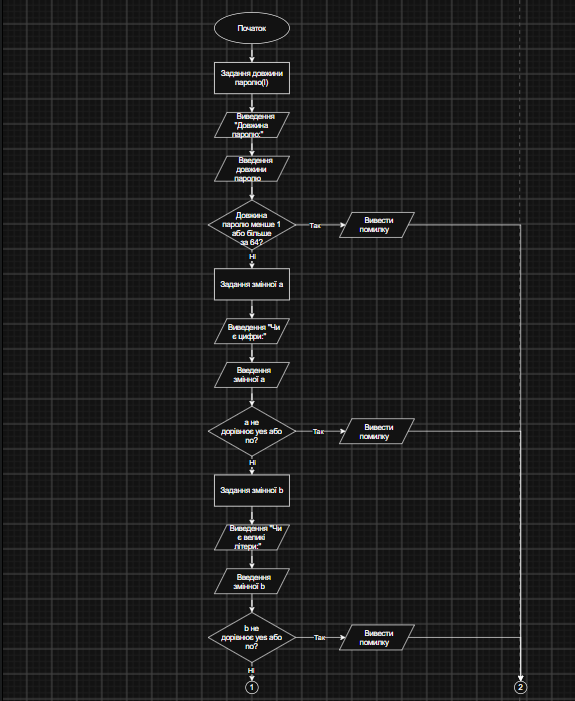 Початок
Задання довжини
паролю(l)
Виведення
"Довжина
паролю:"
Введення
довжини
паролю
Довжина
паролю менше 1
або більше
за 64?
Так
Вивести
помилку
Ні
Задання змінної a
Виведення "Чи
є цифри:"
Введення
змінної a
a не
дорівнює yes або
no?
Так
Вивести
помилку
Ні
Задання змінної b
Виведення "Чи
є великі
літери:"
Введення
змінної b
b не
дорівнює yes або
no?
Так
Вивести
помилку
Ні
1
2